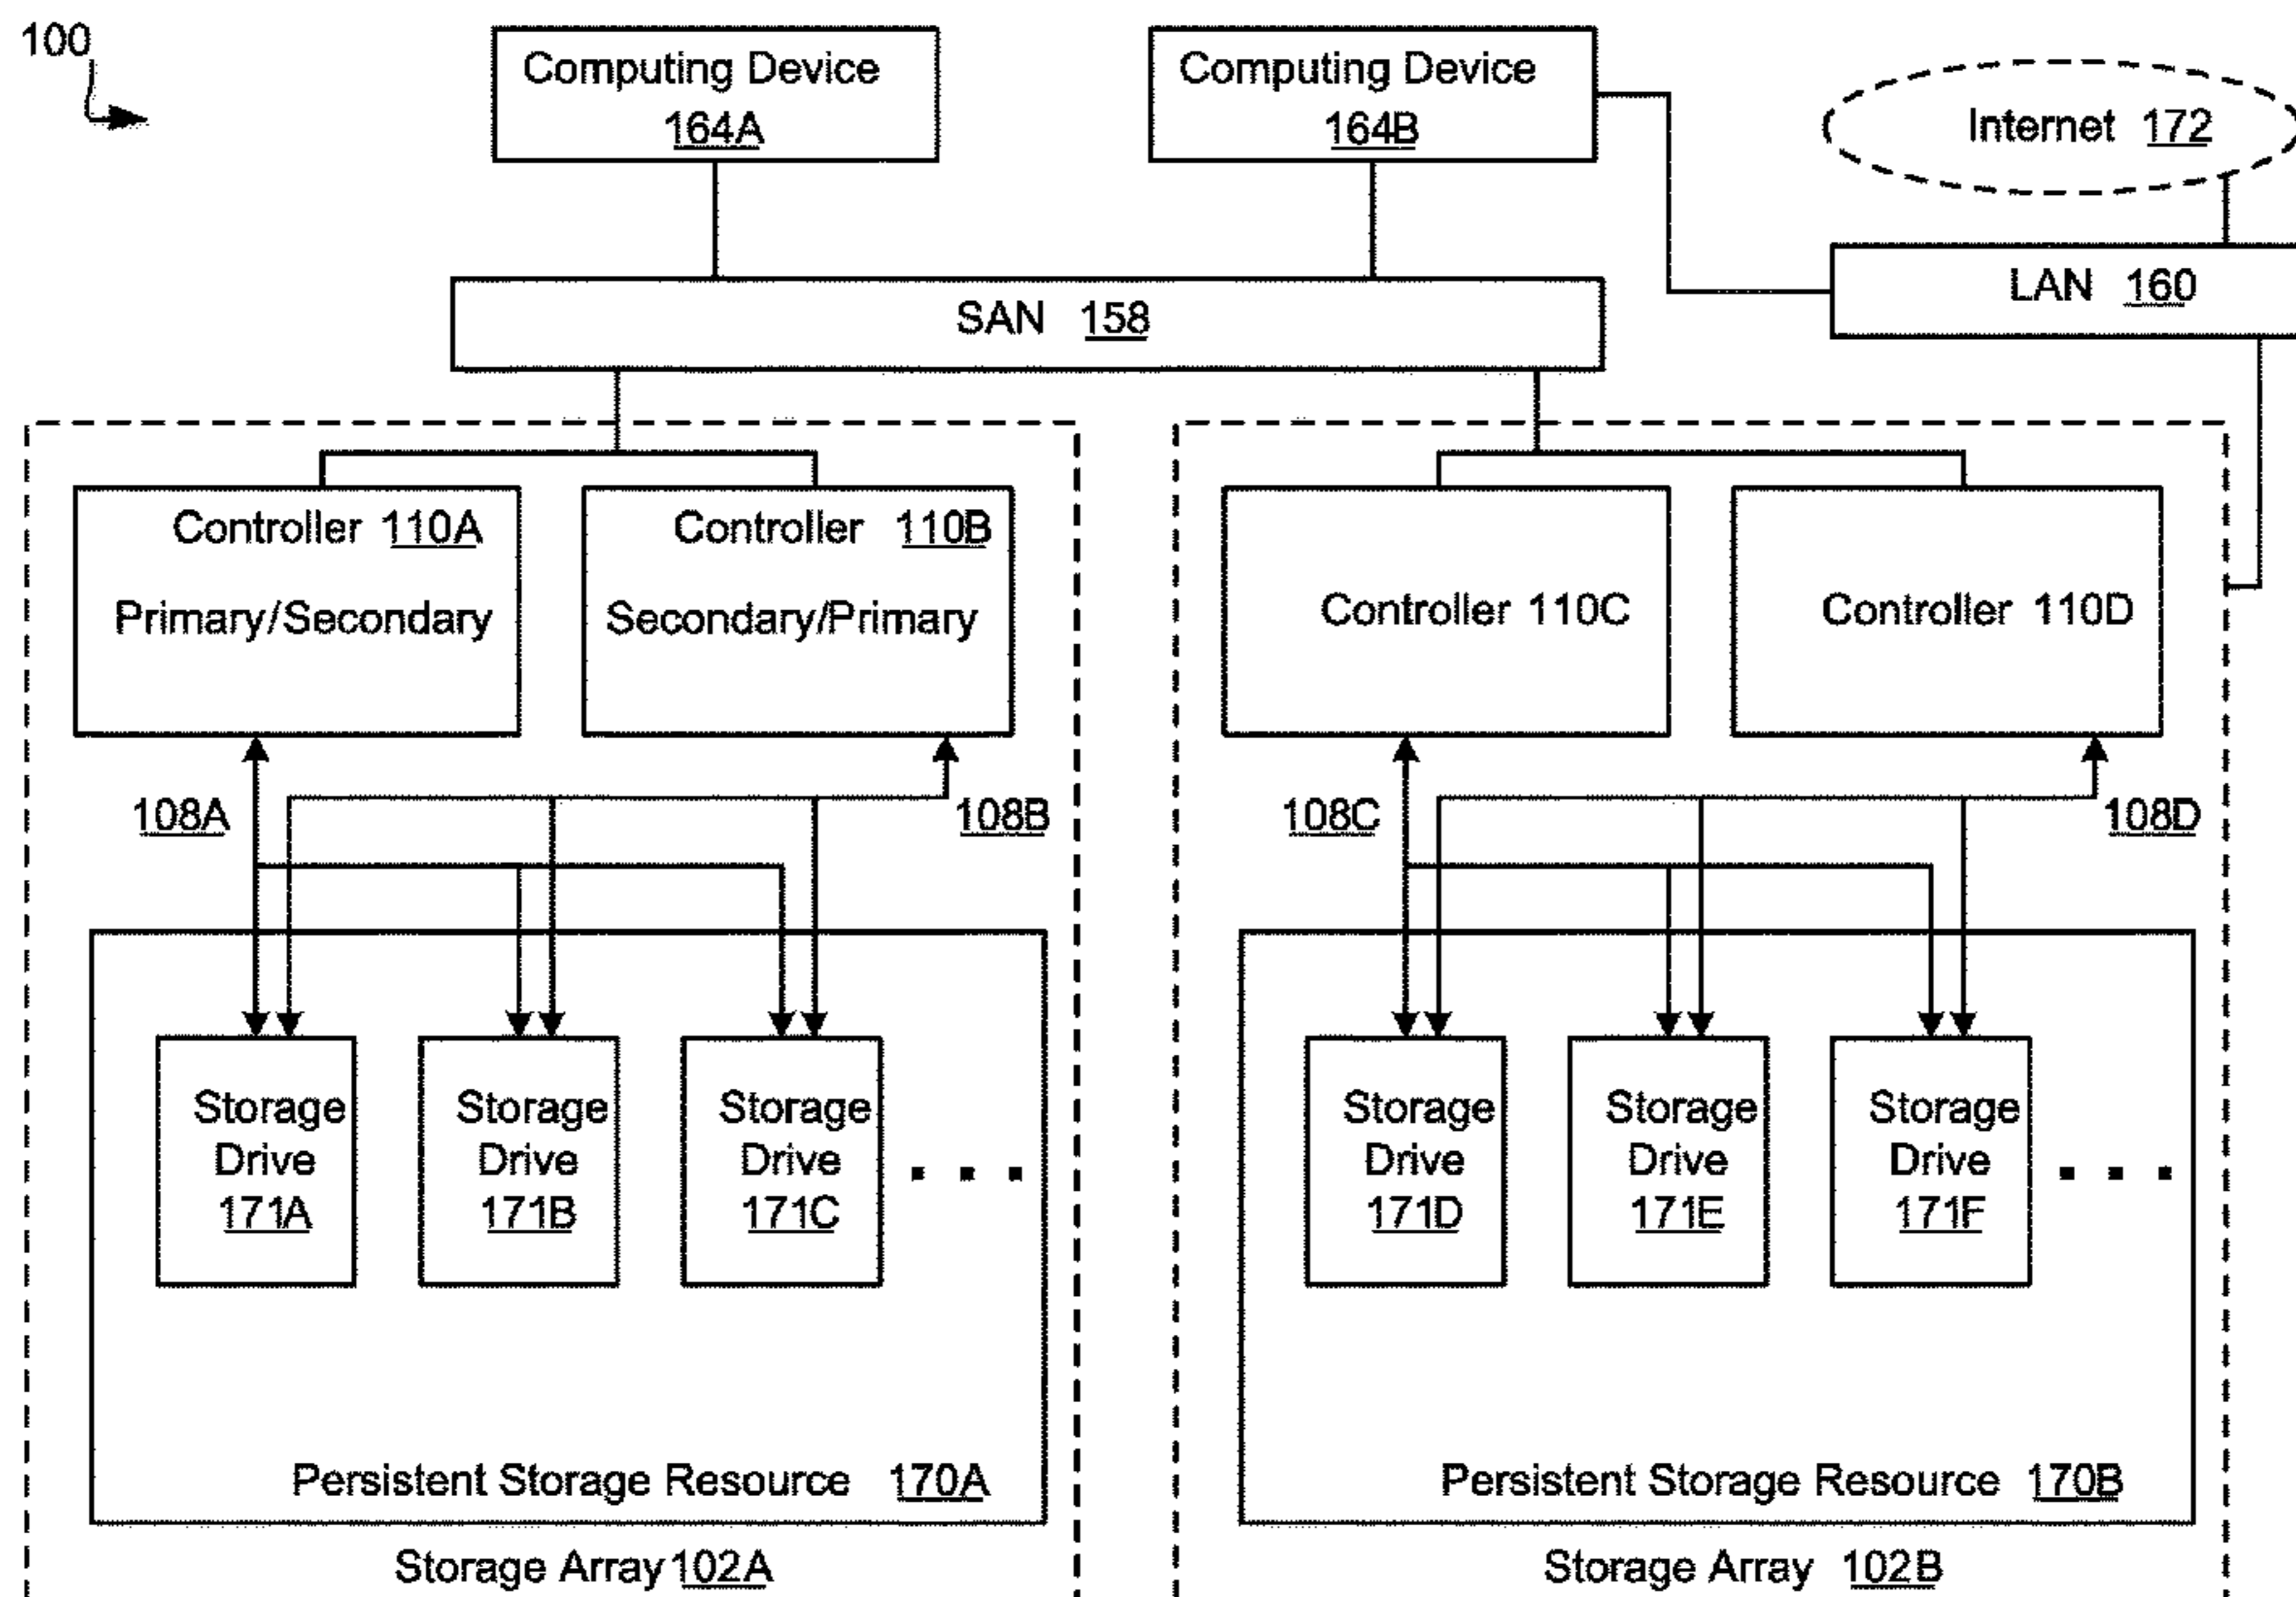 100
Computing Device
164A
Computing Device
164B
Internet 172
LAN 160
SAN 158
Controller 110A
Primary/Secondary
Controller 110B
Secondary/Primary
Controller 110C
Controller 110D
108A
108B
108C
108D
Storage
Drive
171A
Storage
Drive
171B
Storage
Drive
171C
. . .
Storage
Drive
171D
Storage
Drive
171E
Storage
Drive
171F
. . .
Persistent Storage Resource 170A
Persistent Storage Resource 170B
Storage Array 102A
Storage Array 102B